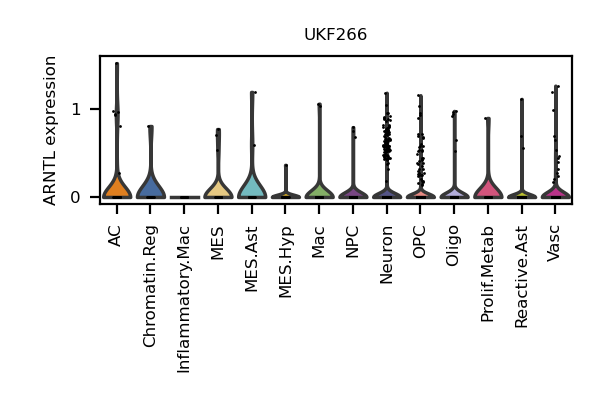 UKF266
ARNTL expression
1
0
AC
Chromatin.Reg
Inflammatory.Mac
MES
MES.Ast
MES.Hyp
Mac
NPC
Neuron
OPC
Oligo
Prolif.Metab
Reactive.Ast
Vasc